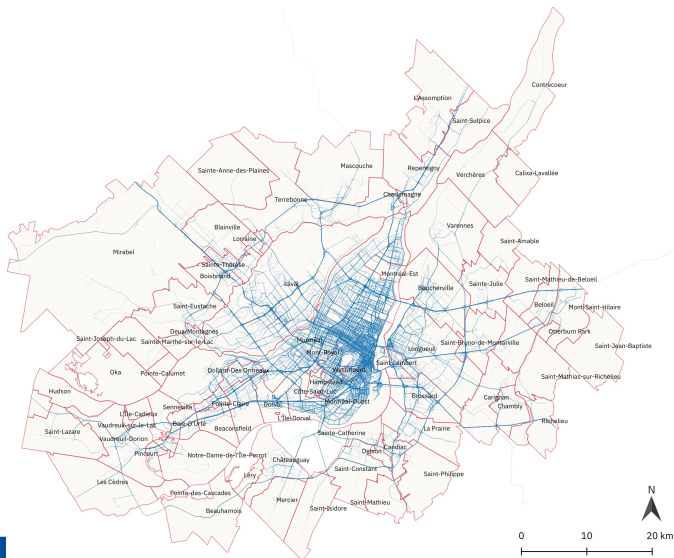 Contrecoeur
L'Assomption
Saint-Sulpice
Mascouche
Sainte-Anne-des-Plaines
Repentigny
Verchères
Calixa-Lavallée
Charlemagne
Terrebonne
Blainville
Varennes
Lorraine
Saint-Amable
Mirabel
Sainte-Thérèse
Boisbriand
Montréal-Est
Saint-Mathieu-de-Beloeil
Laval
Boucherville
Sainte-Julie
Saint-Eustache
Beloeil
Mont-Saint-Hilaire
Deux-Montagnes
Otterburn Park
Saint-Joseph-du-Lac
Sainte-Marthe-sur-le-Lac
Montréal
Saint-Bruno-de-Montarville
Saint-Jean-Baptiste
Mont-Royal
Longueuil
Saint-Lambert
Oka
Pointe-Calumet
Dollard-Des Ormeaux
Westmount
Saint-Mathias-sur-Richelieu
Hampstead
Hudson
Côte-Saint-Luc
Brossard
Carignan
Senneville
Pointe-Claire
Dorval
Montréal-Ouest
Chambly
L'Île-Cadieux
L'Île-Dorval
Richelieu
Vaudreuil-sur-le-Lac
Baie-D'Urfé
Beaconsfield
La Prairie
Saint-Lazare
Vaudreuil-Dorion
Sainte-Catherine
Candiac
Pincourt
Notre-Dame-de-l'Île-Perrot
Delson
Châteauguay
Saint-Constant
Saint-Philippe
Léry
Les Cèdres
Pointe-des-Cascades
Mercier
Saint-Mathieu
Beauharnois
Saint-Isidore
N
0 10 20 km